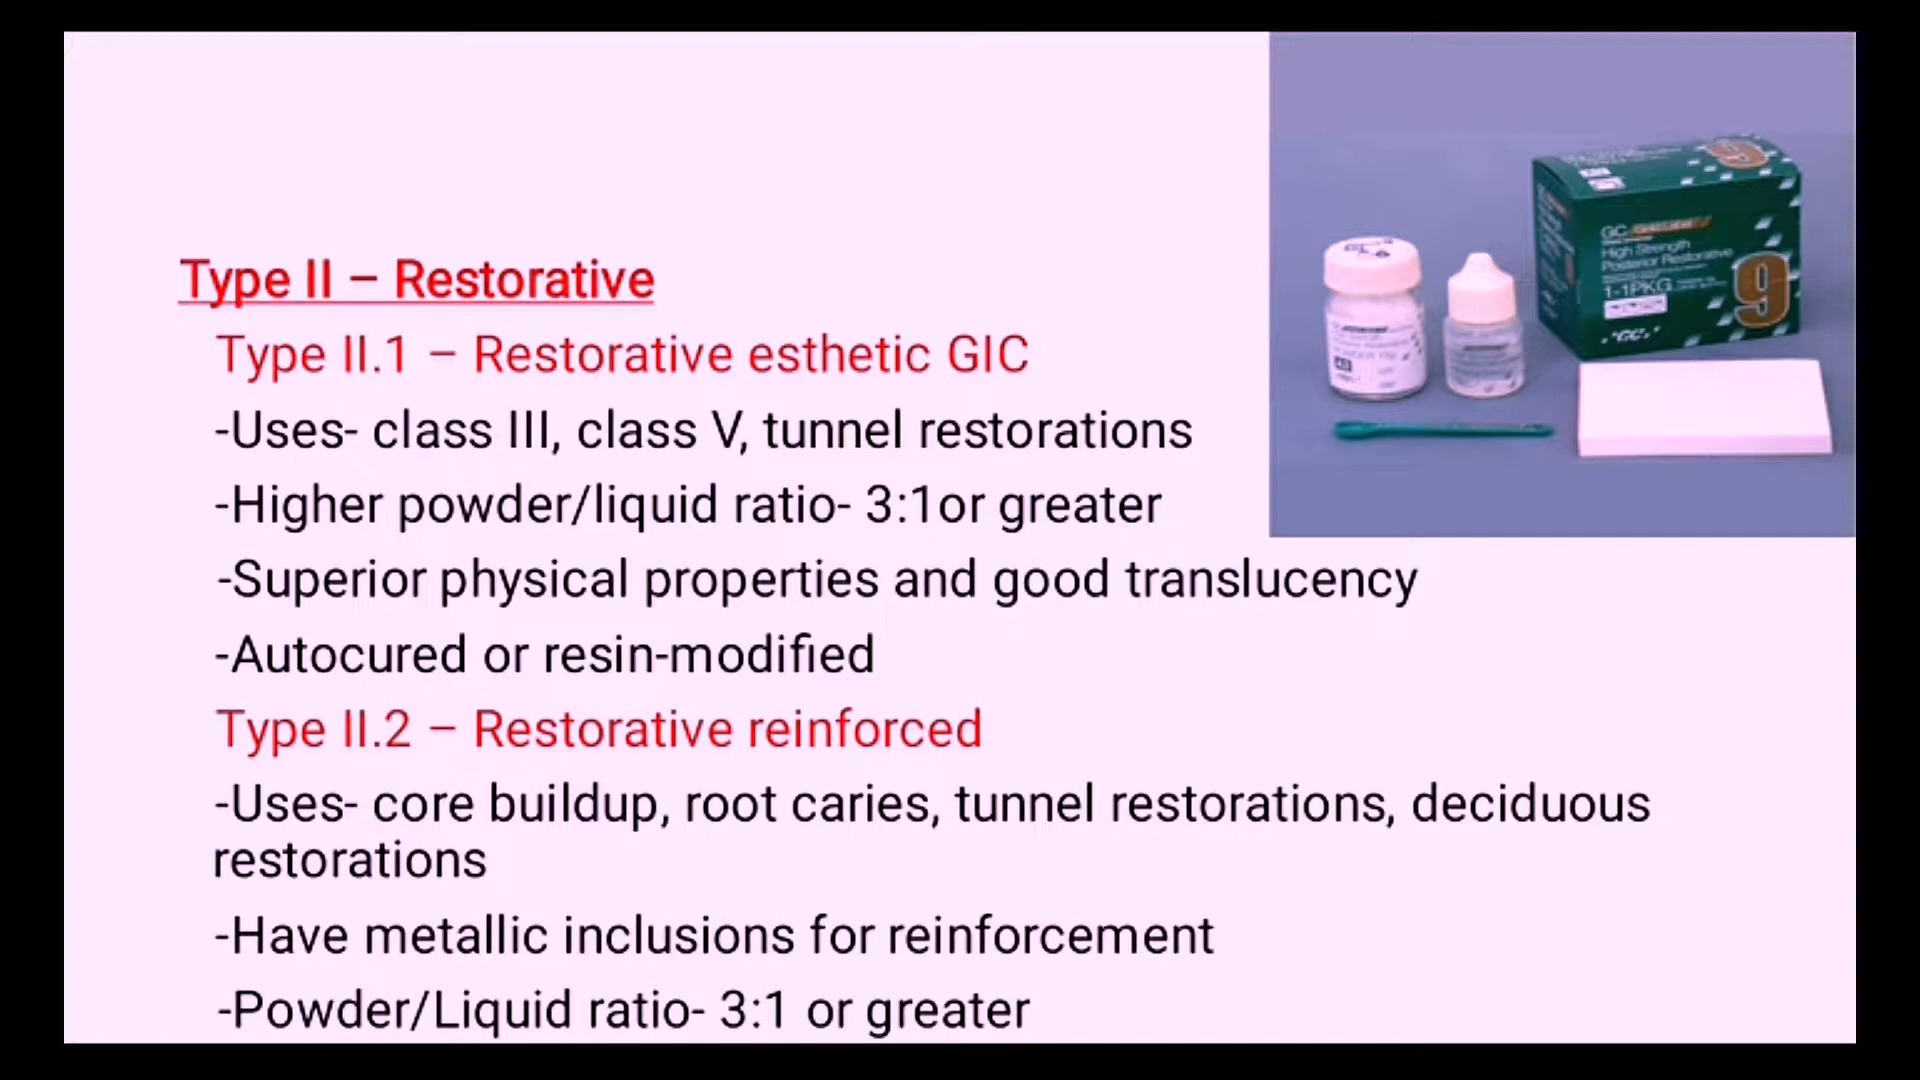 Type II – Restorative
Type II.1 – Restorative esthetic GIC
-Uses- class III, class V, tunnel restorations
-Higher powder/liquid ratio- 3:1or greater
-Superior physical properties and good translucency
-Autocured or resin-modified
Type II.2 – Restorative reinforced
-Uses- core buildup, root caries, tunnel restorations, deciduous
restorations
-Have metallic inclusions for reinforcement
-Powder/Liquid ratio- 3:1 or greater
GC
High Strength
Posterior Restorative
1-1PKG
9
GC